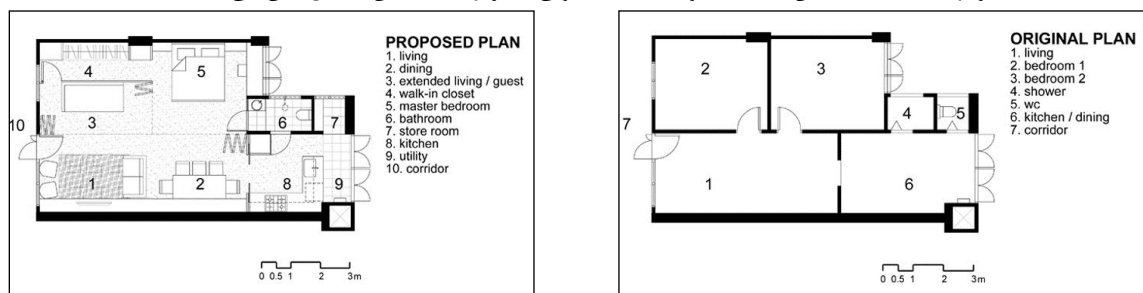 PROPOSED PLAN
1. living
2. dining
3. extended living / guest
4. walk-in closet
5. master bedroom
6. bathroom
7. store room
8. kitchen
9. utility
10. corridor
4
5
10
3
6
7
1
2
8
9
0 0.5 1 2 3m
ORIGINAL PLAN
1. living
2. bedroom 1
3. bedroom 2
4. shower
5. wc
6. kitchen / dining
7. corridor
2
3
4
5
7
1
6
0 0.5 1 2 3m